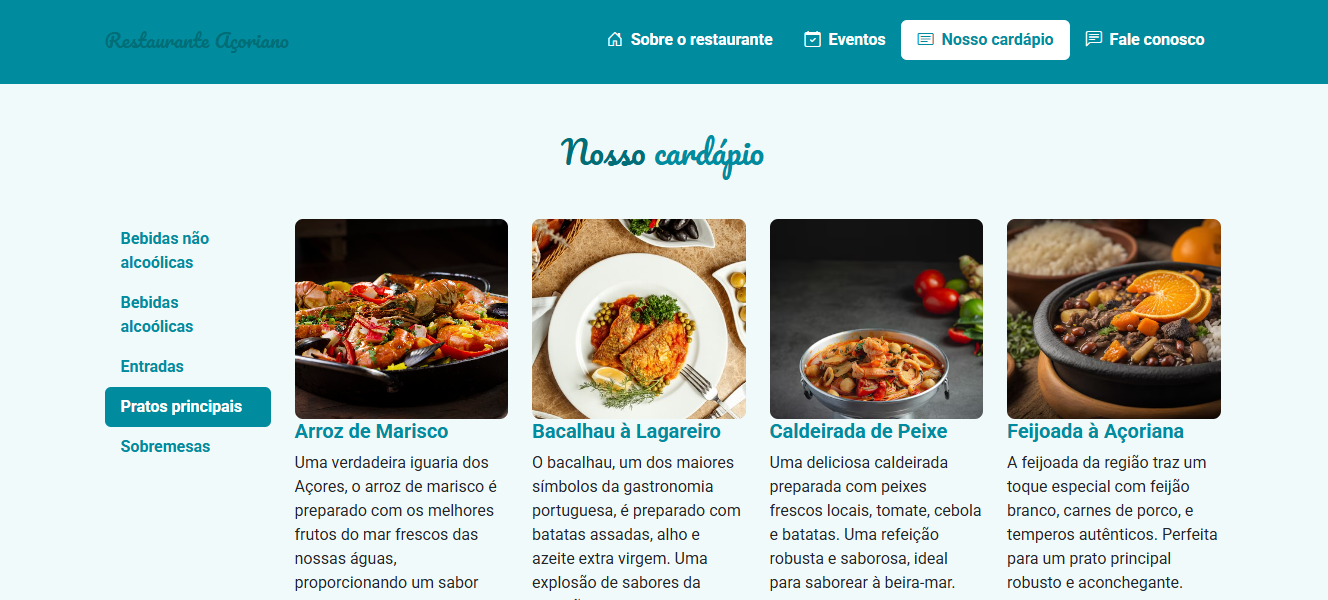 Restaurante Açoriano
Sobre o restaurante
Eventos
Nosso cardápio
Fale conosco
Nosso cardápio
Bebidas não
alcoólicas
Bebidas
alcoólicas
Entradas
Pratos principais
Sobremesas
Arroz de Marisco
Uma verdadeira iguaria dos
Açores, o arroz de marisco é
preparado com os melhores
frutos do mar frescos das
nossas águas,
proporcionando um sabor
Bacalhau à Lagareiro
O bacalhau, um dos maiores
símbolos da gastronomia
portuguesa, é preparado com
batatas assadas, alho e
azeite extra virgem. Uma
explosão de sabores da
Caldeirada de Peixe
Uma deliciosa caldeirada
preparada com peixes
frescos locais, tomate, cebola
e batatas. Uma refeição
robusta e saborosa, ideal
para saborear à beira-mar.
Feijoada à Açoriana
A feijoada da região traz um
toque especial com feijão
branco, carnes de porco, e
temperos autênticos. Perfeita
para um prato principal
robusto e aconchegante.